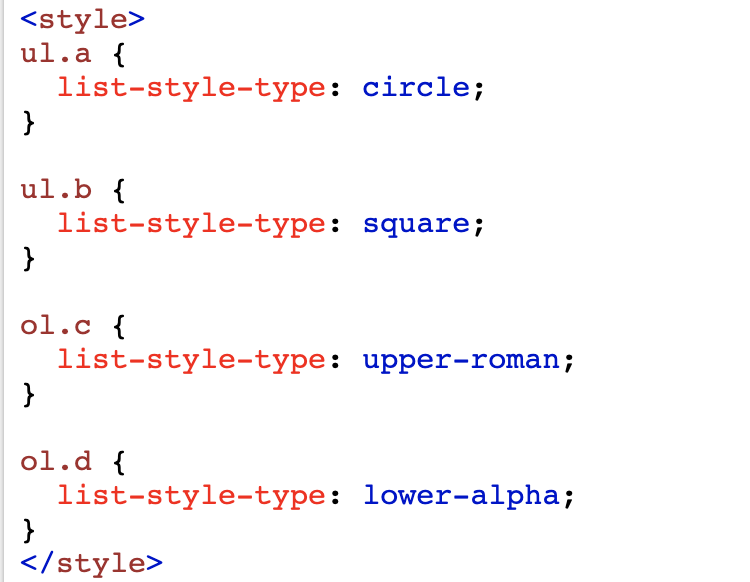 <style>
ul.a {
  list-style-type: circle;
}

ul.b {
  list-style-type: square;
}

ol.c {
  list-style-type: upper-roman;
}

ol.d {
  list-style-type: lower-alpha;
}
</style>